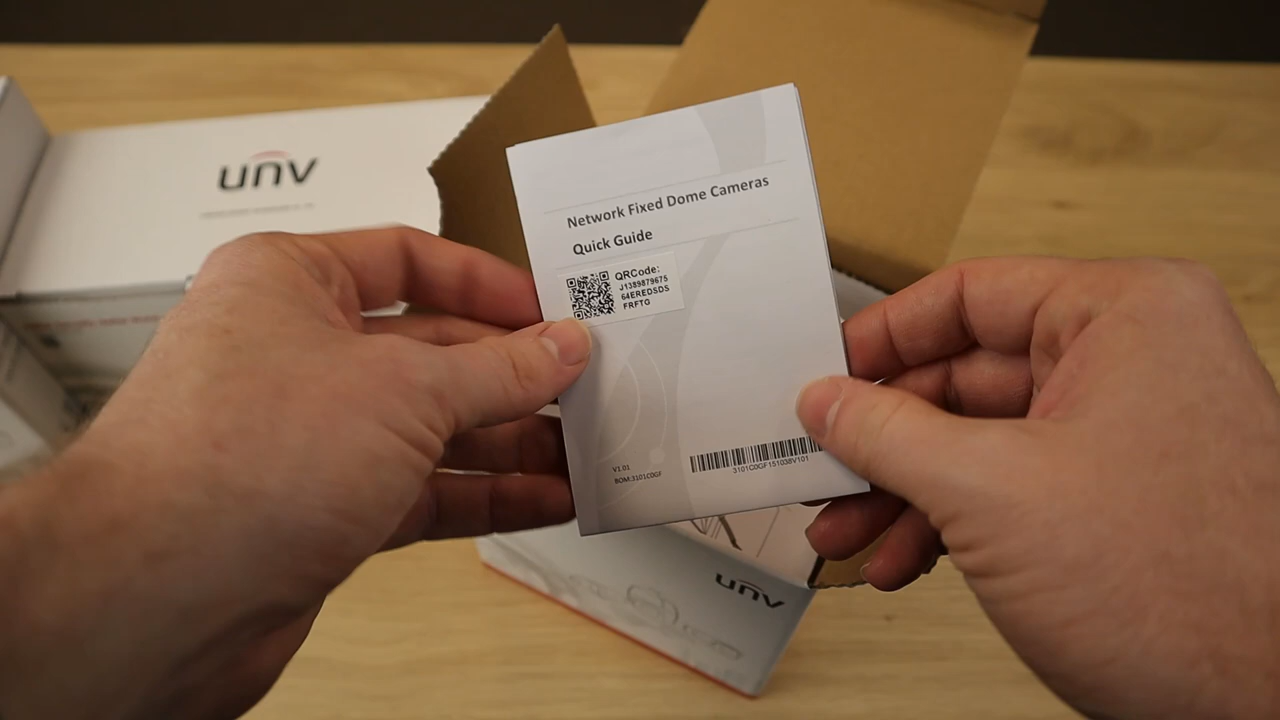 unv
Network Fixed Dome Cameras
Quick Guide
QRCode:
J1389879675
64EREDSDS
FRFTG
V1.01
BOM:3101C0GF
3101C0GF151038V101
unv